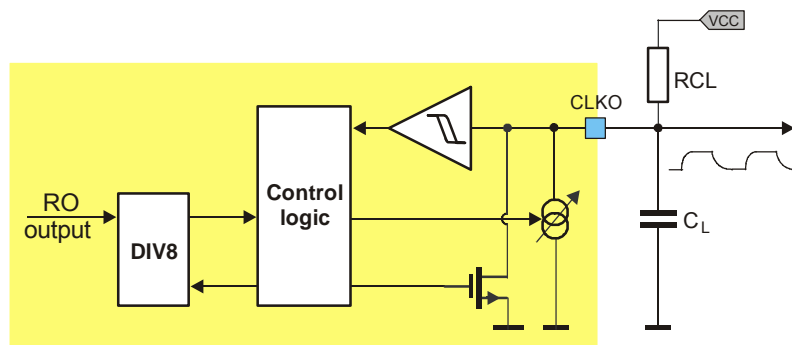 VCC
RCL
CLKO
Control
logic
RO
output
DIV8
CL